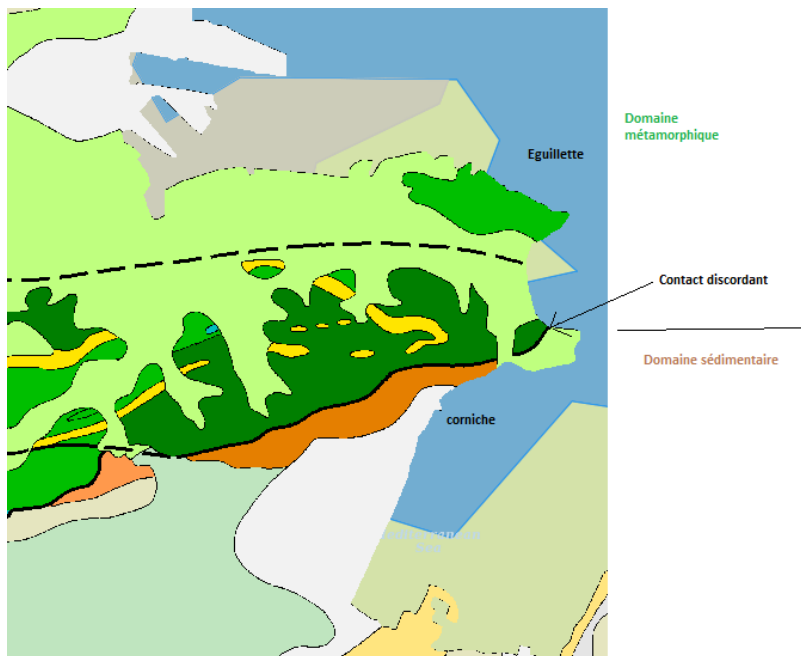 Domaine
métamorphique
Eguillette
Contact discordant
Domaine sédimentaire
corniche